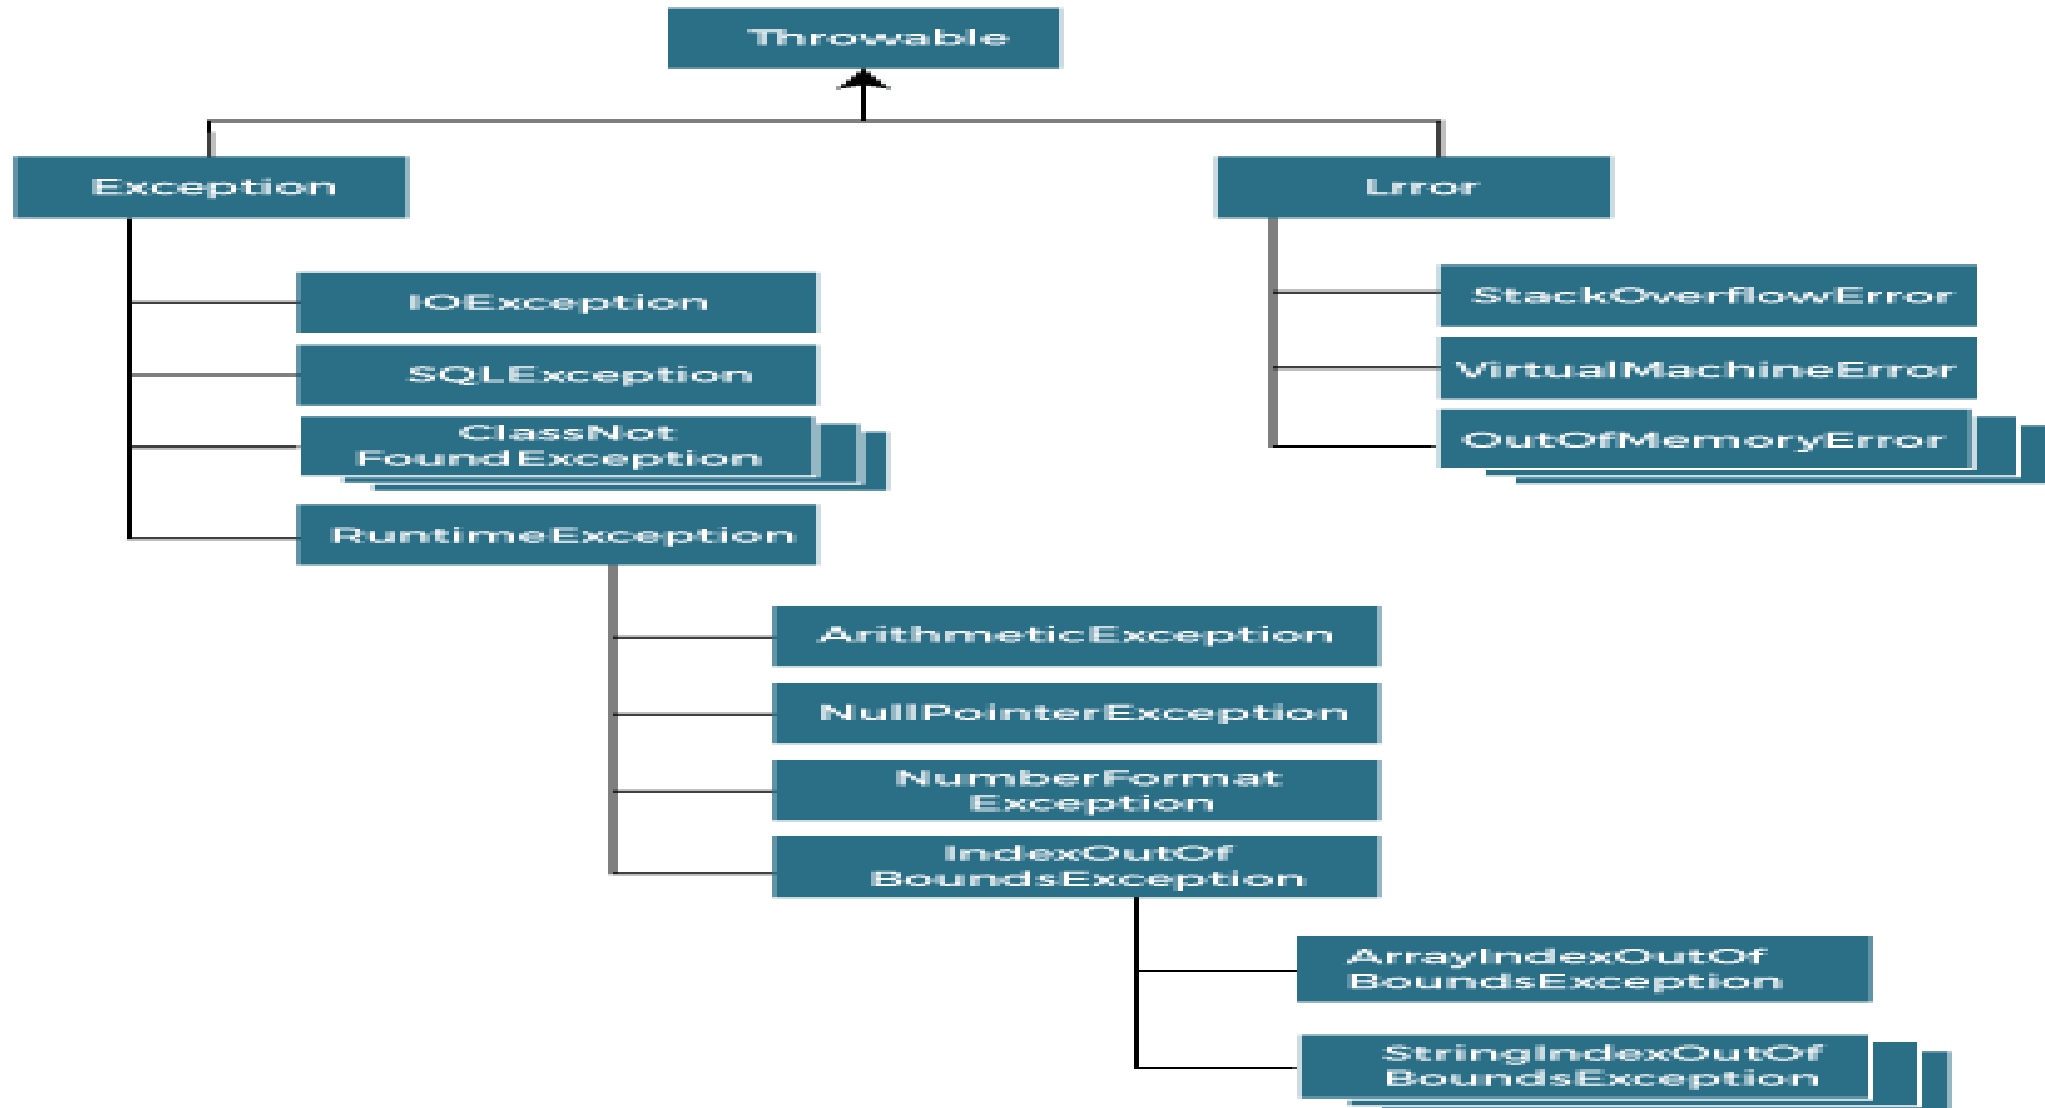 Throwable
Exception
Lrror
IOException
SQLException
ClassNot
FoundException
RuntimeException
StackOverflowError
VirtualMachineError
OutOfMemoryError
ArithmeticException
NullPointerException
NumberFormat
Exception
IndexOutOf
BoundsException
ArrayIndexOutOf
BoundsException
StringIndexOutOf
BoundsException